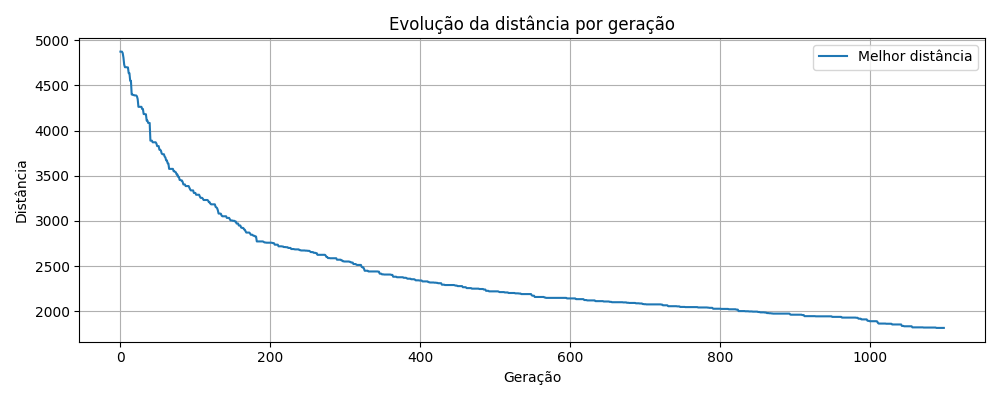 Evolução da distância por geração
Melhor distância
Distância
5000
4500
4000
3500
3000
2500
2000
0 200 400 600 800 1000
Geração